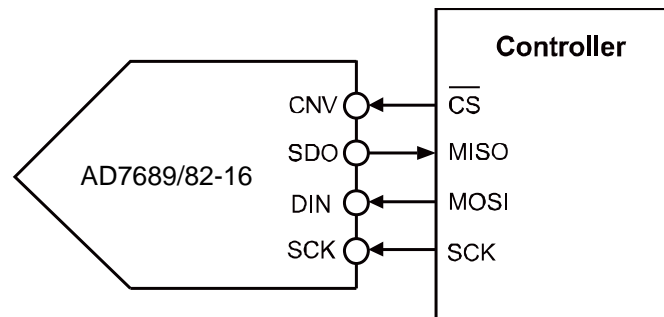 Controller
CNV
CS
SDO
MISO
AD7689/82-16
DIN
MOSI
SCK
SCK